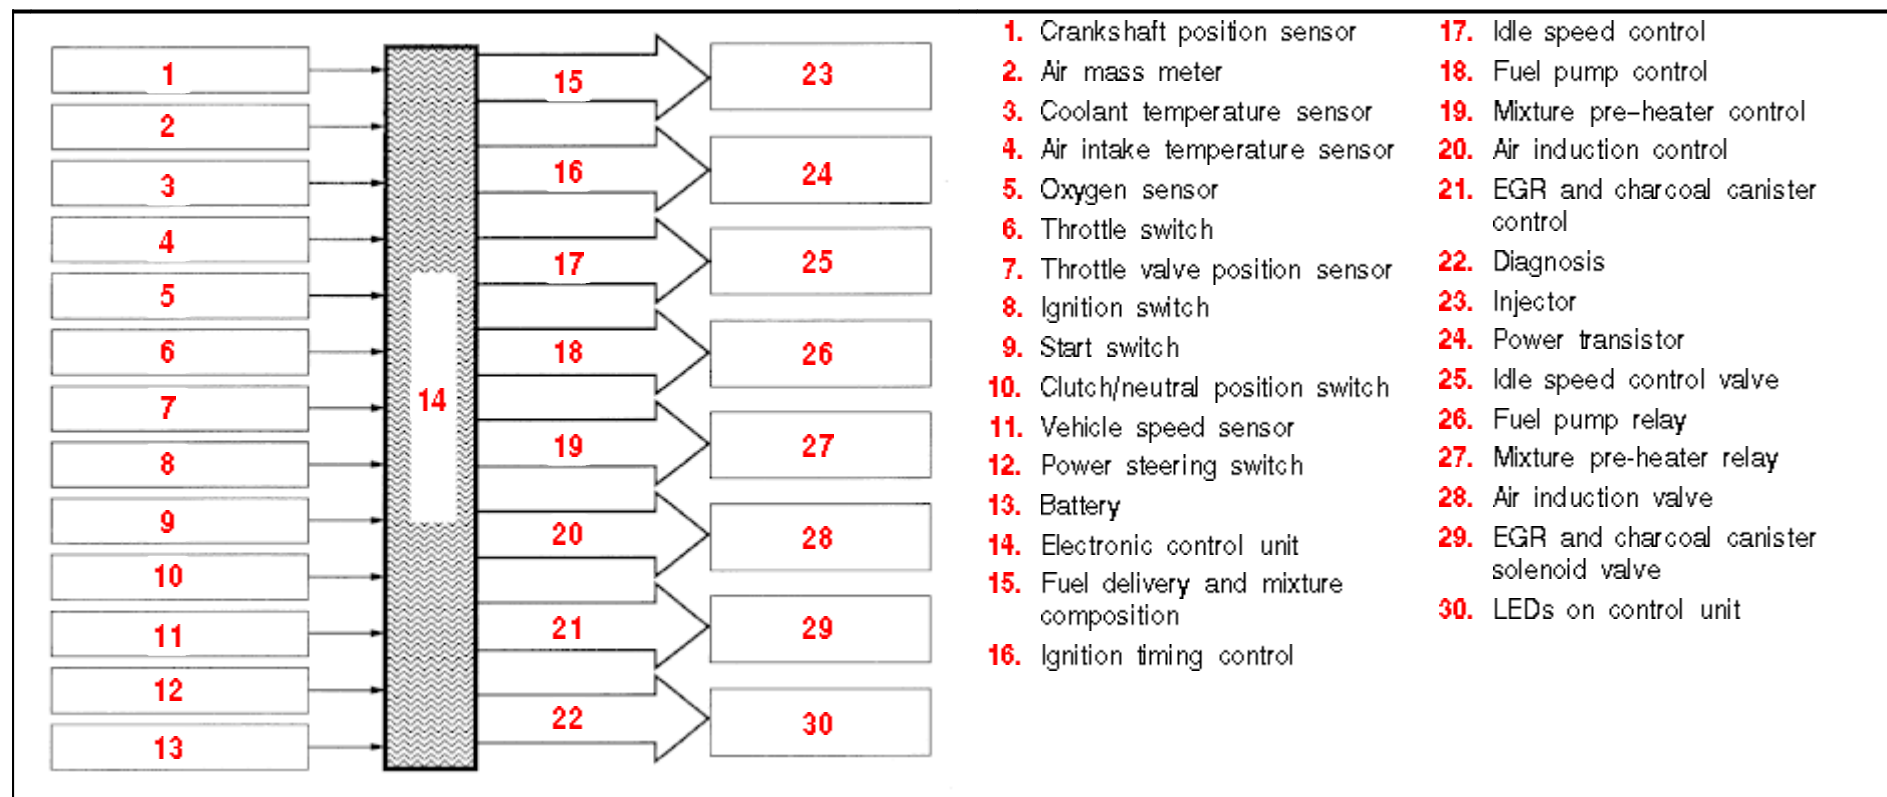 1
2
3
4
5
6
7
8
9
10
11
12
13
14
15
16
17
18
19
20
21
22
23
24
25
26
27
28
29
30
1. Crankshaft position sensor
2. Air mass meter
3. Coolant temperature sensor
4. Air intake temperature sensor
5. Oxygen sensor
6. Throttle switch
7. Throttle valve position sensor
8. Ignition switch
9. Start switch
10. Clutch/neutral position switch
11. Vehicle speed sensor
12. Power steering switch
13. Battery
14. Electronic control unit
15. Fuel delivery and mixture
composition
16. Ignition timing control
17. Idle speed control
18. Fuel pump control
19. Mixture pre-heater control
20. Air induction control
21. EGR and charcoal canister
control
22. Diagnosis
23. Injector
24. Power transistor
25. Idle speed control valve
26. Fuel pump relay
27. Mixture pre-heater relay
28. Air induction valve
29. EGR and charcoal canister
solenoid valve
30. LEDs on control unit